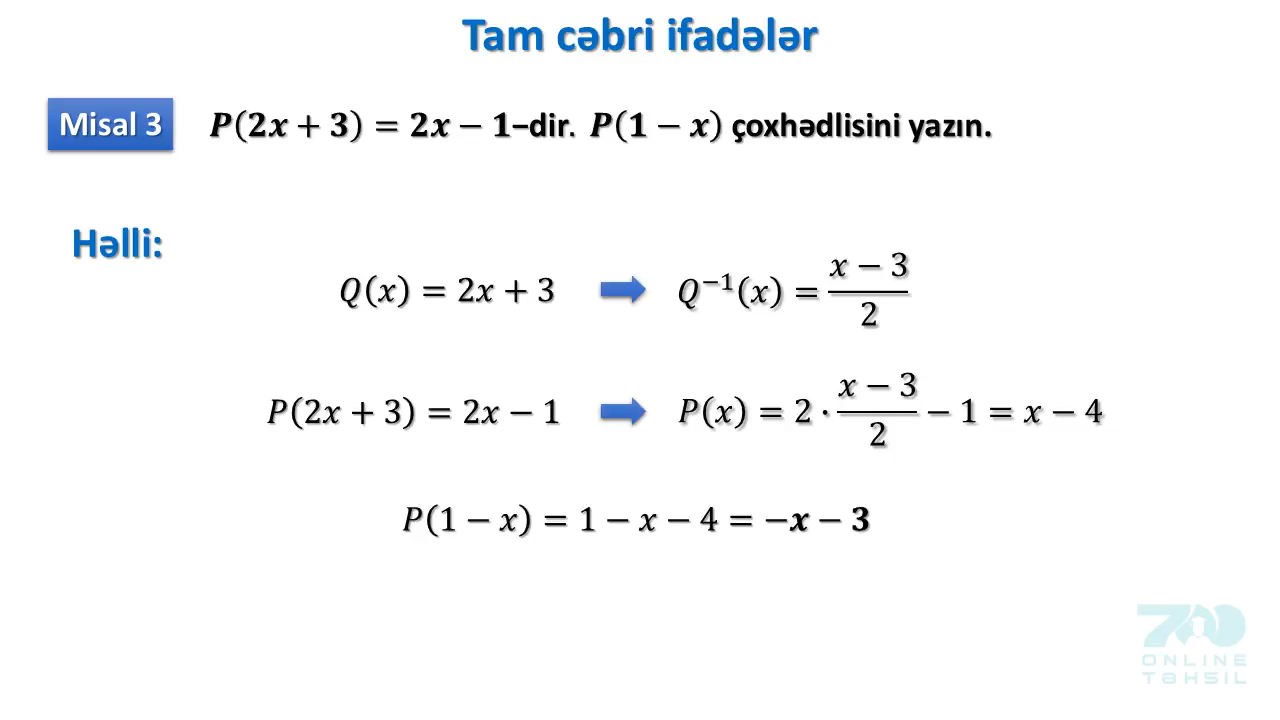 Tam cəbri ifadələr
Misal 3 P(2x + 3) = 2x − 1–dir. P(1 − x) çoxhədlisini yazın.
Həlli:
Q(x) = 2x + 3 ➡ Q⁻¹(x) = (x − 3)/2
P(2x + 3) = 2x − 1 ➡ P(x) = 2 · (x − 3)/2 − 1 = x − 4
P(1 − x) = 1 − x − 4 = −x − 3
700
ONLINE
TƏHSİL